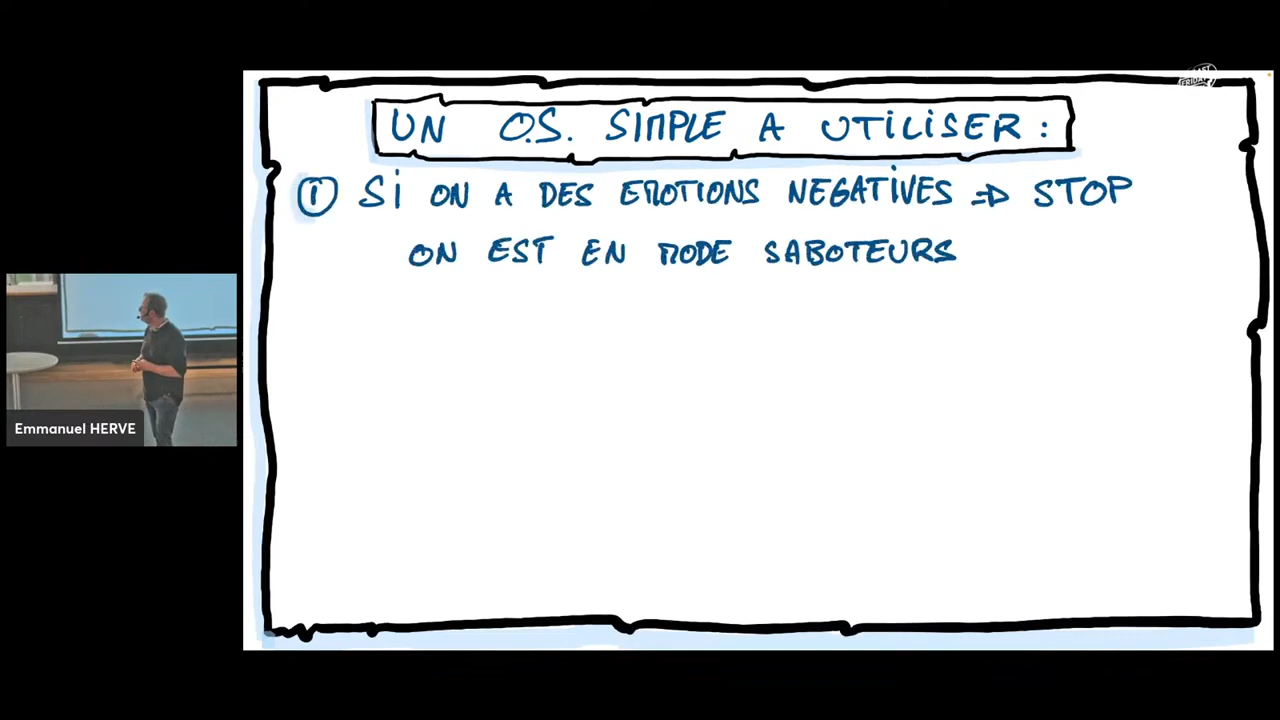 UN O.S. SIMPLE A UTILISER :
① SI ON A DES EMOTIONS NEGATIVES => STOP
ON EST EN MODE SABOTEURS
Emmanuel HERVE